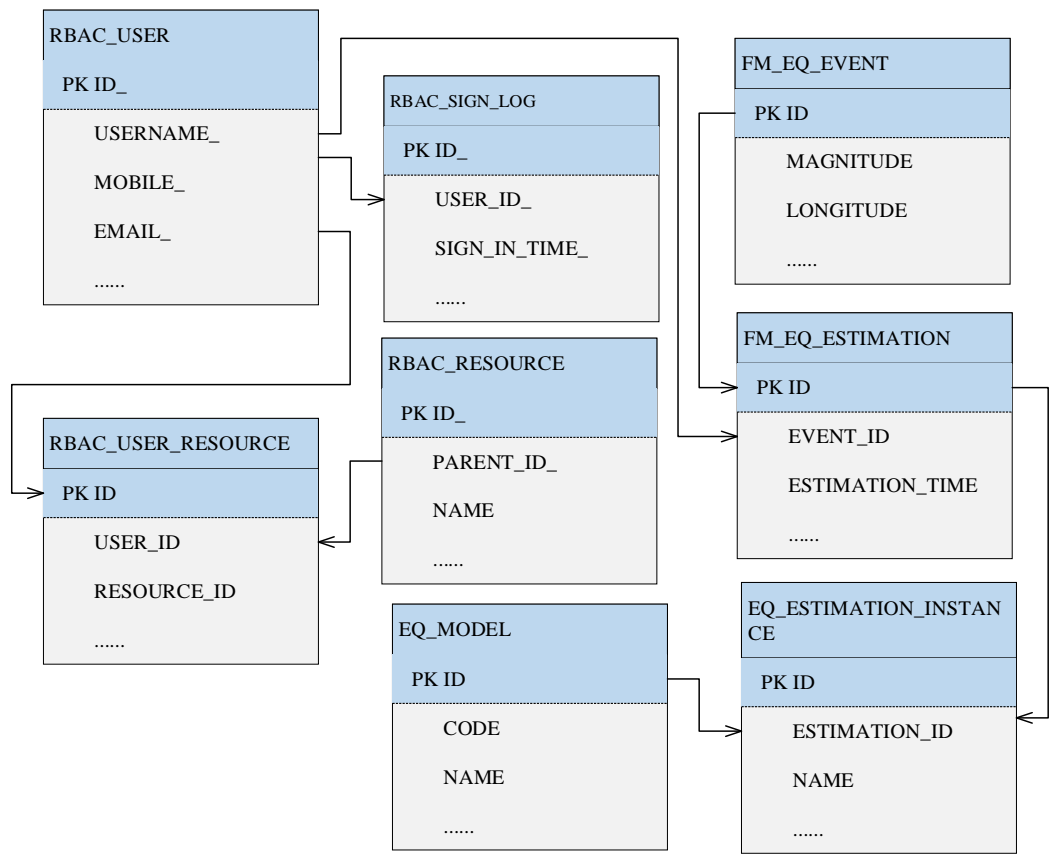 RBAC_USER
PK ID_
USERNAME_
MOBILE_
EMAIL_
......
RBAC_SIGN_LOG
PK ID_
USER_ID_
SIGN_IN_TIME_
......
FM_EQ_EVENT
PK ID
MAGNITUDE
LONGITUDE
......
RBAC_USER_RESOURCE
PK ID
USER_ID
RESOURCE_ID
......
RBAC_RESOURCE
PK ID_
PARENT_ID_
NAME
......
FM_EQ_ESTIMATION
PK ID
EVENT_ID
ESTIMATION_TIME
......
EQ_MODEL
PK ID
CODE
NAME
......
EQ_ESTIMATION_INSTAN
CE
PK ID
ESTIMATION_ID
NAME
......